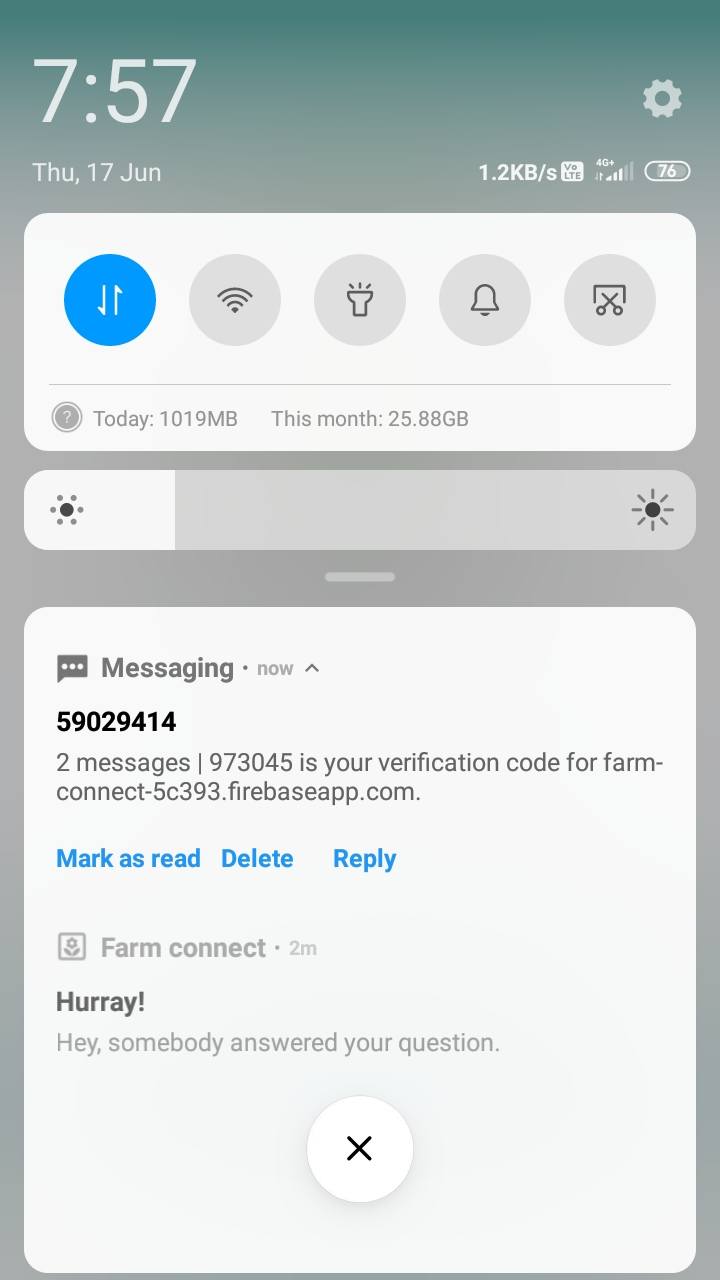 7:57
Thu, 17 Jun
1.2KB/s Vo LTE 4G+ 76
? Today: 1019MB This month: 25.88GB
Messaging · now
59029414
2 messages | 973045 is your verification code for farm-
connect-5c393.firebaseapp.com.
Mark as read Delete Reply
Farm connect · 2m
Hurray!
Hey, somebody answered your question.